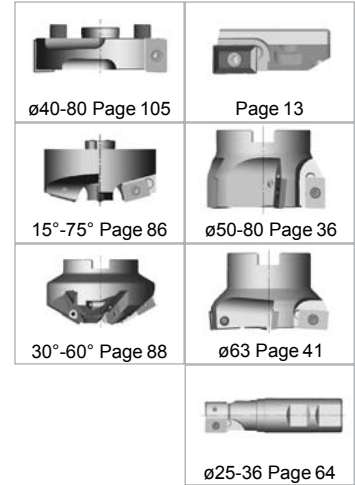 ø40-80 Page 105
Page 13
15°-75° Page 86
ø50-80 Page 36
30°-60° Page 88
ø63 Page 41
ø25-36 Page 64